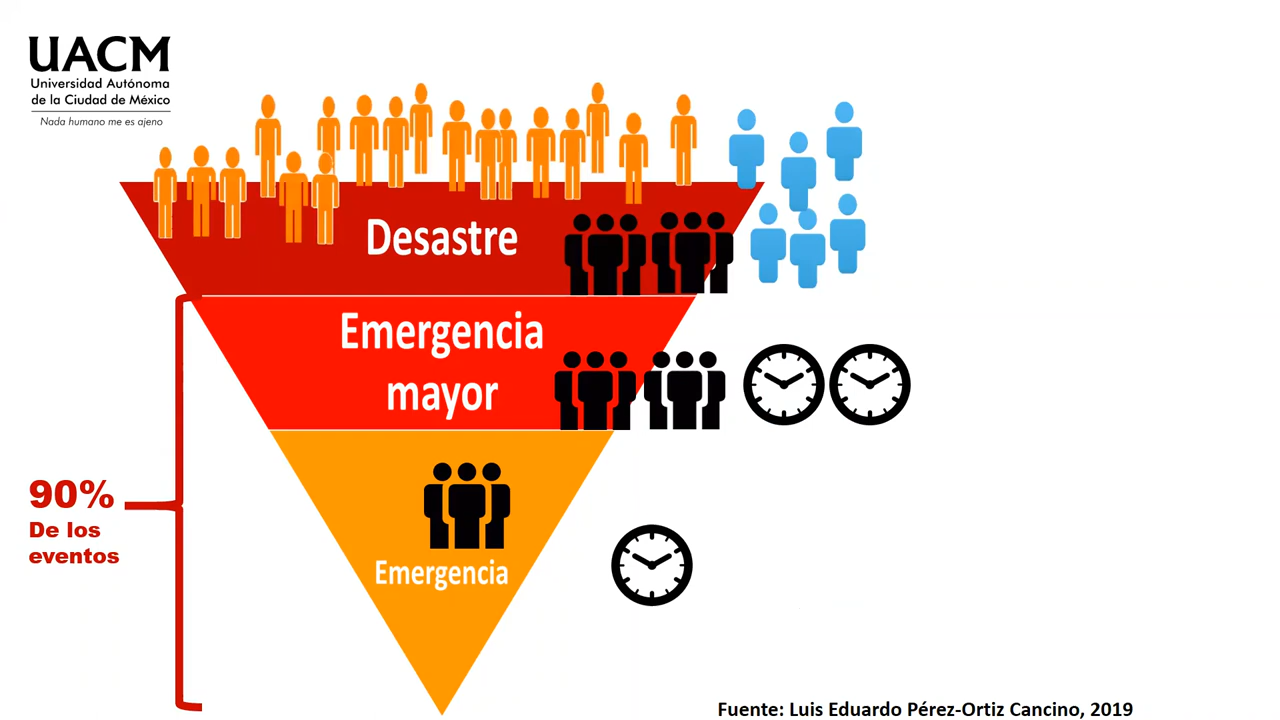 UACM
Universidad Autónoma
de la Ciudad de México
Nada humano me es ajeno
Desastre
Emergencia
mayor
90%
De los
eventos
Emergencia
Fuente: Luis Eduardo Pérez-Ortiz Cancino, 2019